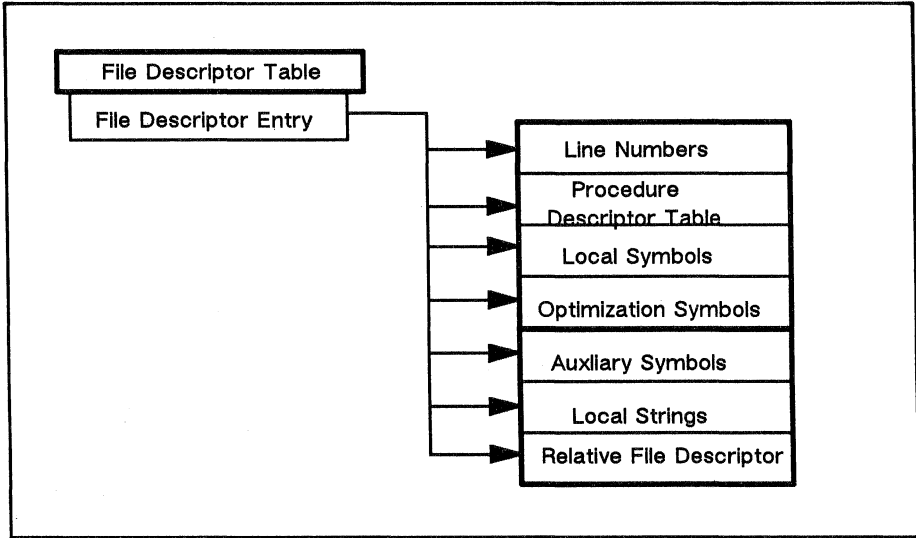 File Descriptor Table
File Descriptor Entry
Line Numbers
Procedure
Descriptor Table
Local Symbols
Optimization Symbols
Auxliary Symbols
Local Strings
Relative File Descriptor